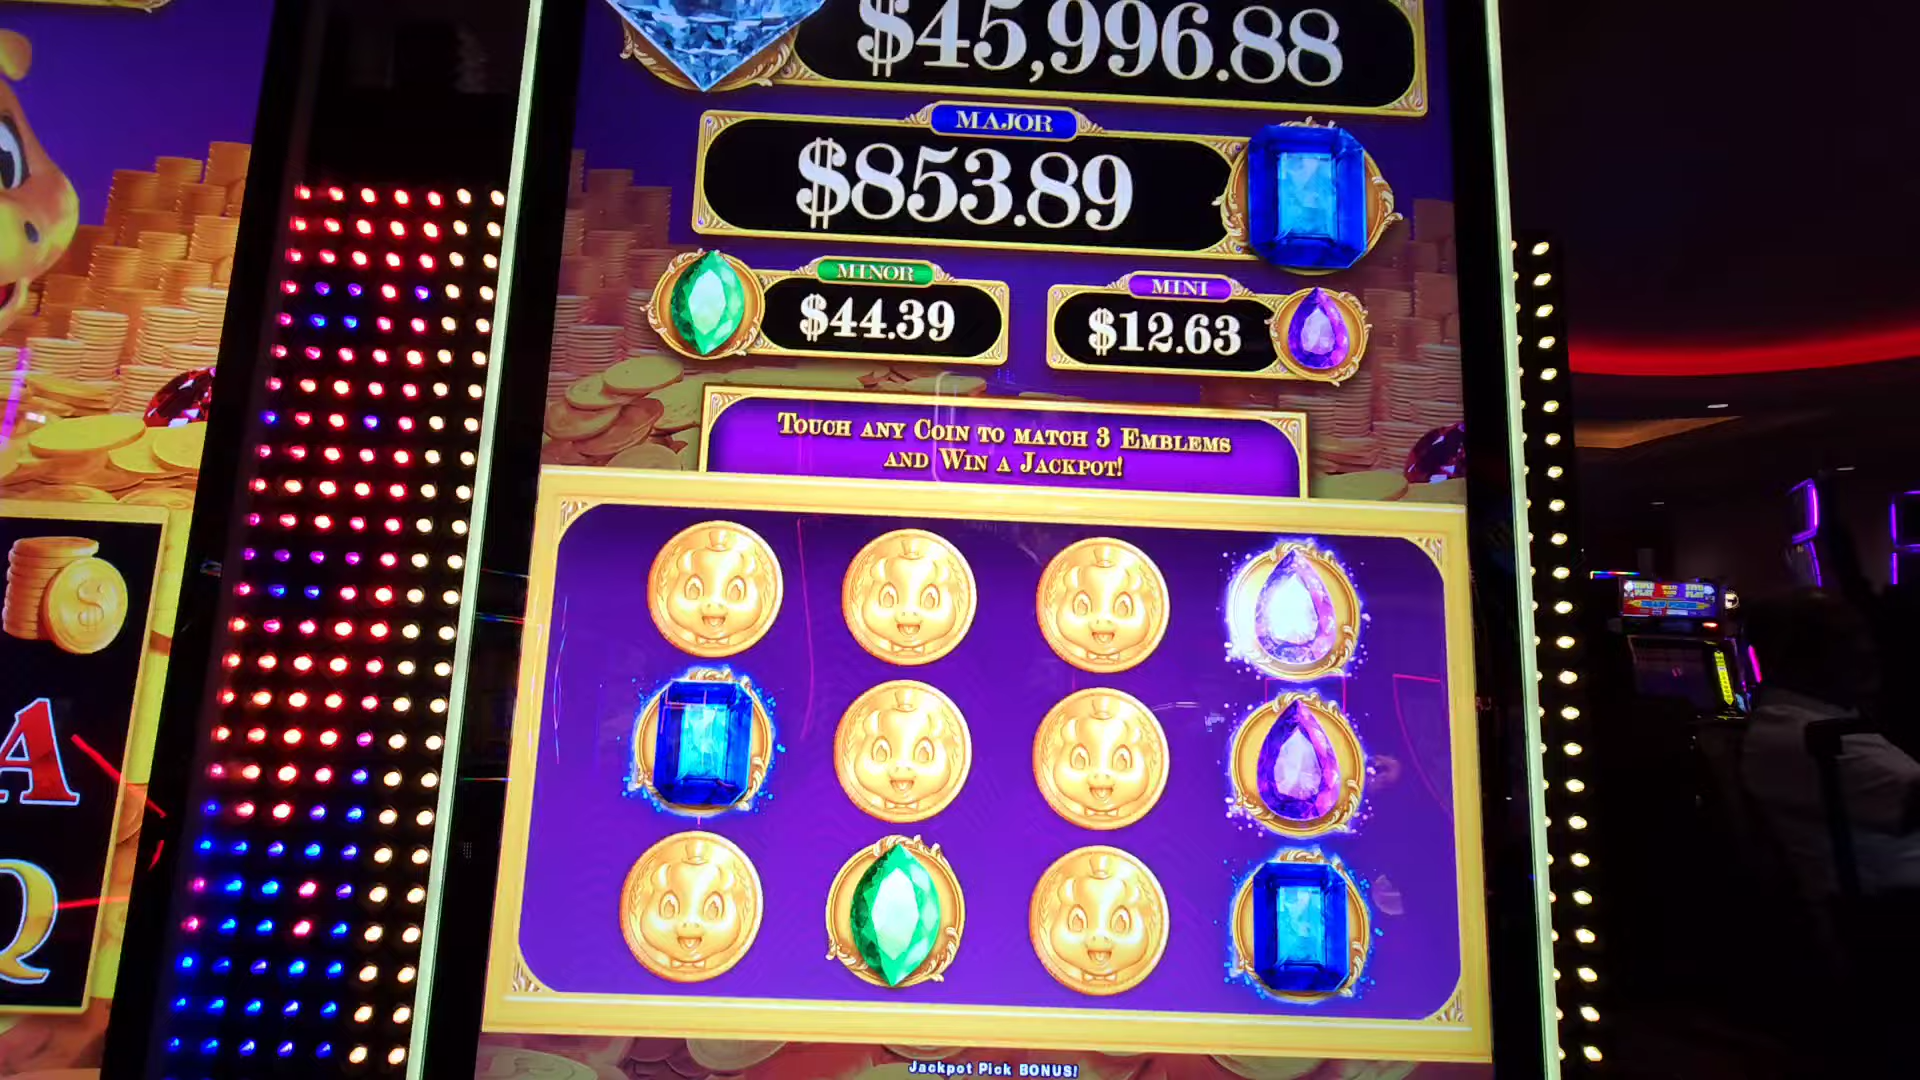 $45,996.88
MAJOR
$853.89
MINOR
$44.39
MINI
$12.63
TOUCH ANY COIN TO MATCH 3 EMBLEMS
AND WIN A JACKPOT!
$
A
Q
Jackpot Pick BONUS!